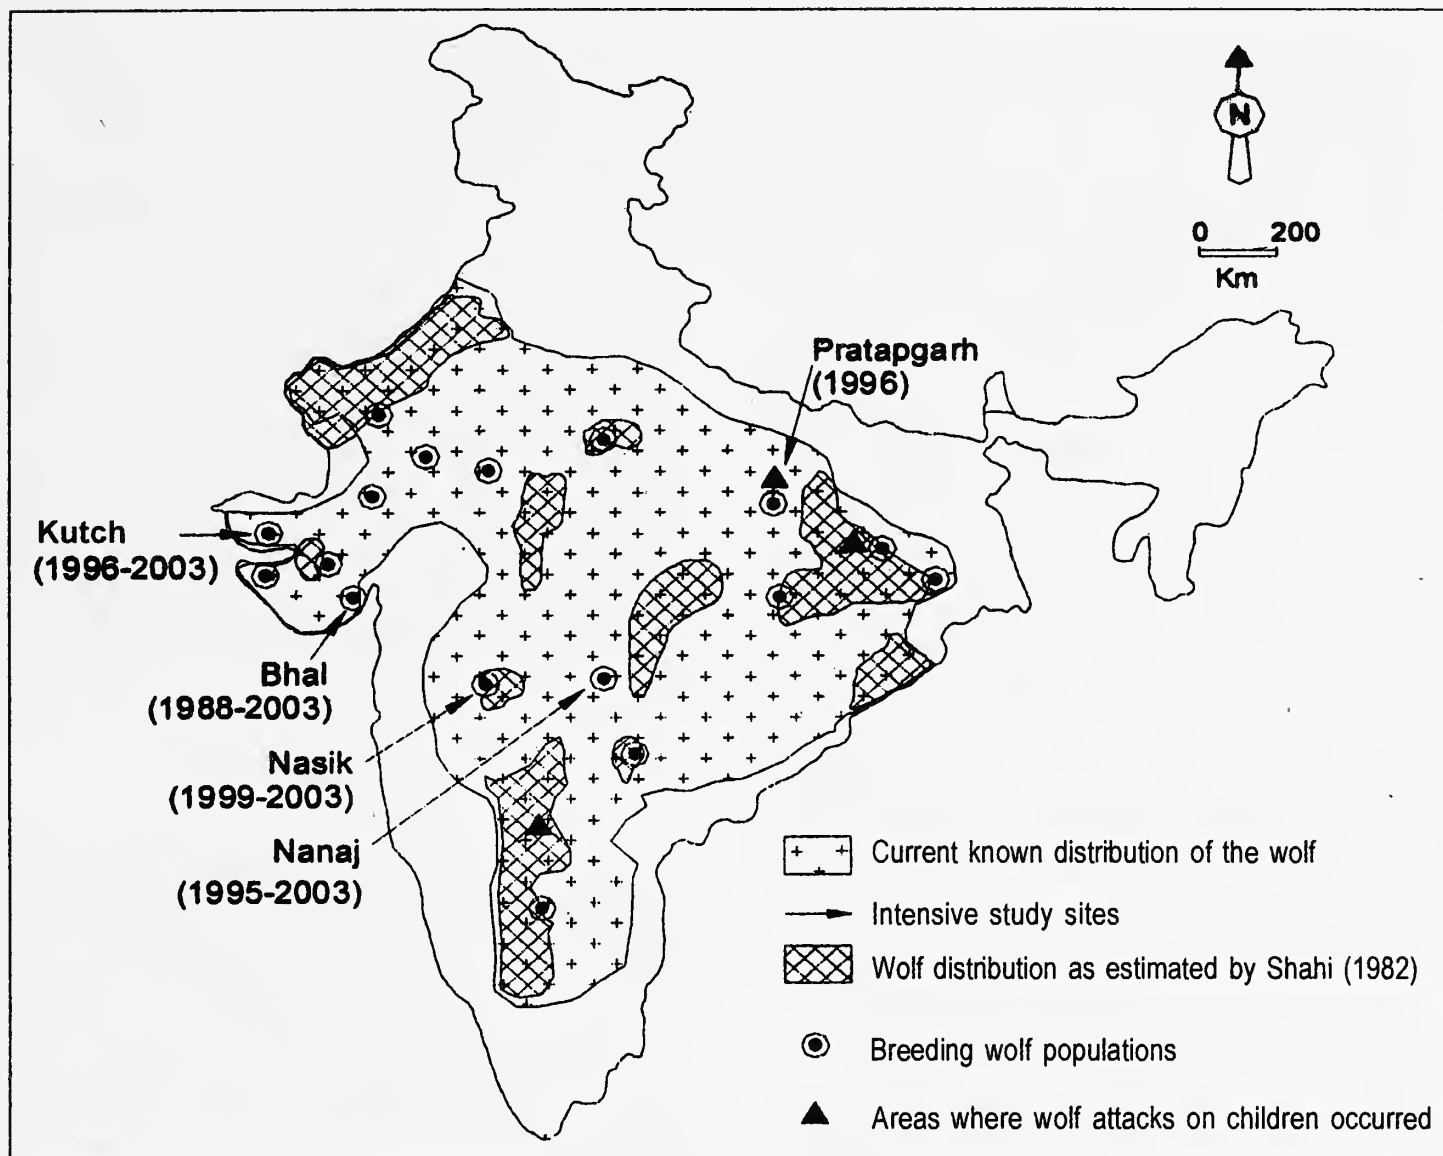 N
0 200
Km
Pratapgarh
(1996)
Kutch
(1996-2003)
Bhal
(1988-2003)
Nasik
(1999-2003)
Nanaj
(1995-2003)
Current known distribution of the wolf
Intensive study sites
Wolf distribution as estimated by Shahi (1982)
Breeding wolf populations
Areas where wolf attacks on children occurred